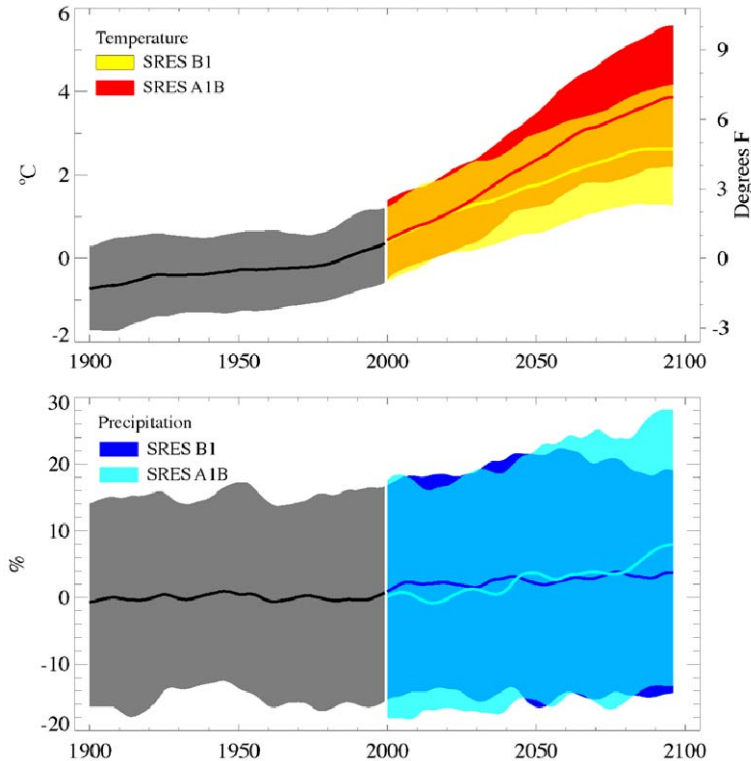 6
Temperature
SRES B1
SRES A1B
4
2
0
-2
°C
9
6
3
0
-3
Degrees F
1900 1950 2000 2050 2100
30
Precipitation
SRES B1
SRES A1B
20
10
0
-10
-20
%
1900 1950 2000 2050 2100